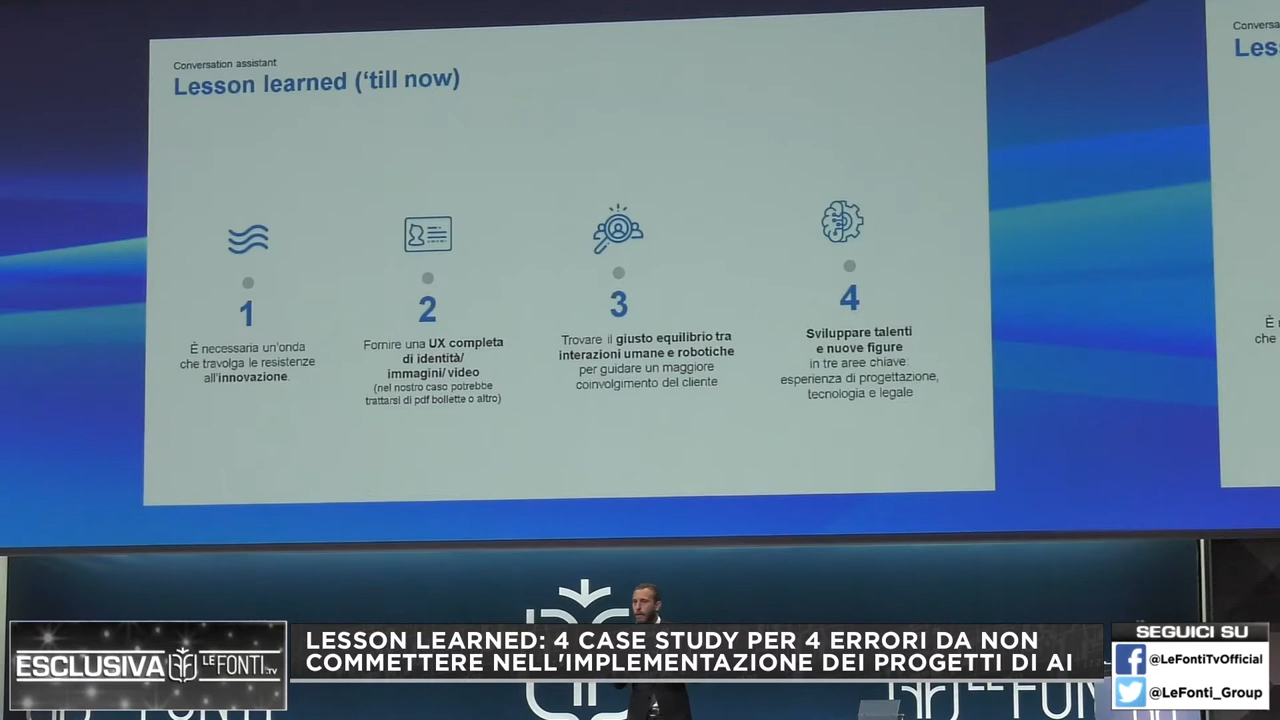 Conversation assistant
Lesson learned (‘till now)
1
È necessaria un’onda
che travolga le resistenze
all’innovazione.
2
Fornire una UX completa
di identità/
immagini/ video
(nel nostro caso potrebbe
trattarsi di pdf bollette o altro)
3
Trovare il giusto equilibrio tra
interazioni umane e robotiche
per guidare un maggiore
coinvolgimento del cliente
4
Sviluppare talenti
e nuove figure
in tre aree chiave:
esperienza di progettazione,
tecnologia e legale
Conversa
Les
È
che
ESCLUSIVA LE FONTI.TV
LESSON LEARNED: 4 CASE STUDY PER 4 ERRORI DA NON
COMMETTERE NELL'IMPLEMENTAZIONE DEI PROGETTI DI AI
SEGUICI SU
@LeFontiTvOfficial
@LeFonti_Group